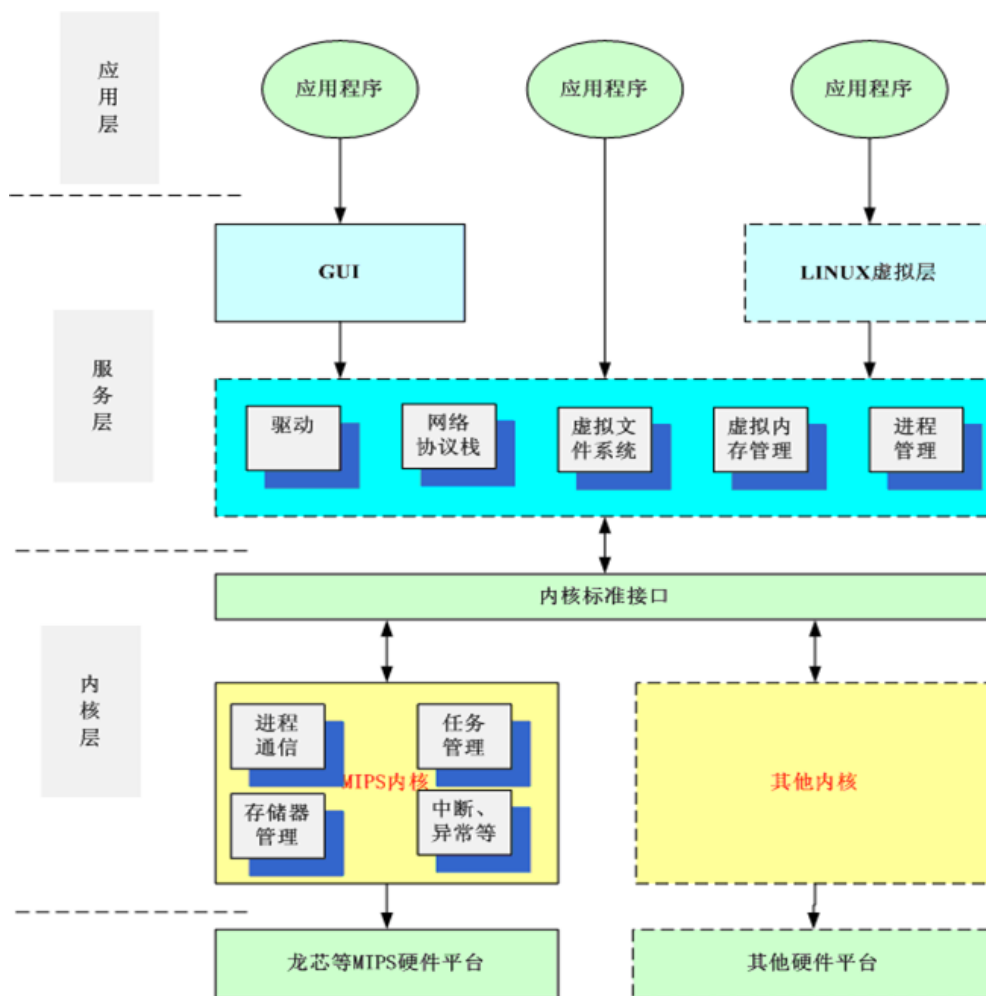 应
用
层
应用程序
应用程序
应用程序
GUI
LINUX虚拟层
服
务
层
驱动
网络
协议栈
虚拟文
件系统
虚拟内
存管理
进程
管理
内核标准接口
内
核
层
进程
通信
任务
管理
MIPS内核
存储器
管理
中断、
异常等
其他内核
龙芯等MIPS硬件平台
其他硬件平台